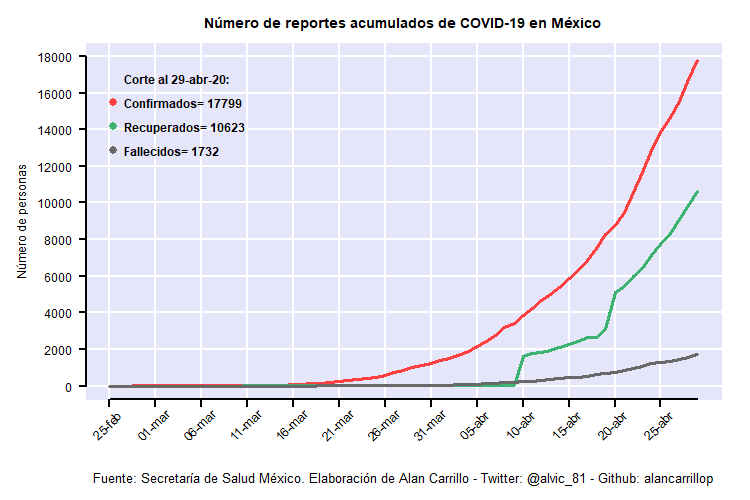 Número de reportes acumulados de COVID-19 en México
Número de personas
18000
16000
14000
12000
10000
8000
6000
4000
2000
0
Corte al 29-abr-20:
Confirmados= 17799
Recuperados= 10623
Fallecidos= 1732
25-feb
01-mar
06-mar
11-mar
16-mar
21-mar
26-mar
31-mar
05-abr
10-abr
15-abr
20-abr
25-abr
Fuente: Secretaría de Salud México. Elaboración de Alan Carrillo - Twitter: @alvic_81 - Github: alancarrillop